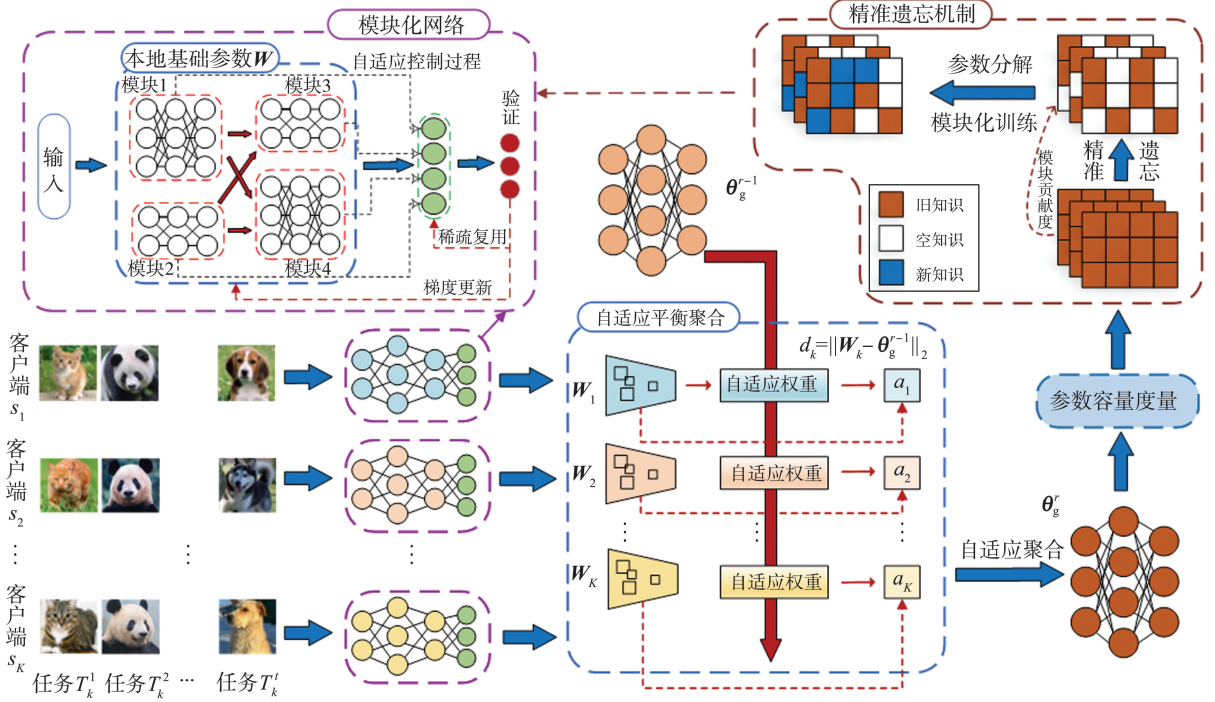 模块化网络
本地基础参数W
自适应控制过程
模块1
模块3
验证
输入
模块2
模块4
稀疏复用
梯度更新
精准遗忘机制
参数分解
模块化训练
精准
遗忘
模块贡献度
旧知识
空知识
新知识
θ_g^{r-1}
客户端
s_1
客户端
s_2
⋮
客户端
s_K
⋮
⋮
任务T_k^1
任务T_k^2
...
任务T_k^t
自适应平衡聚合
d_k=||W_k-θ_g^{r-1}||_2
W_1
自适应权重
a_1
W_2
自适应权重
a_2
⋮
⋮
⋮
W_K
自适应权重
a_K
自适应聚合
θ_g^r
参数容量度量